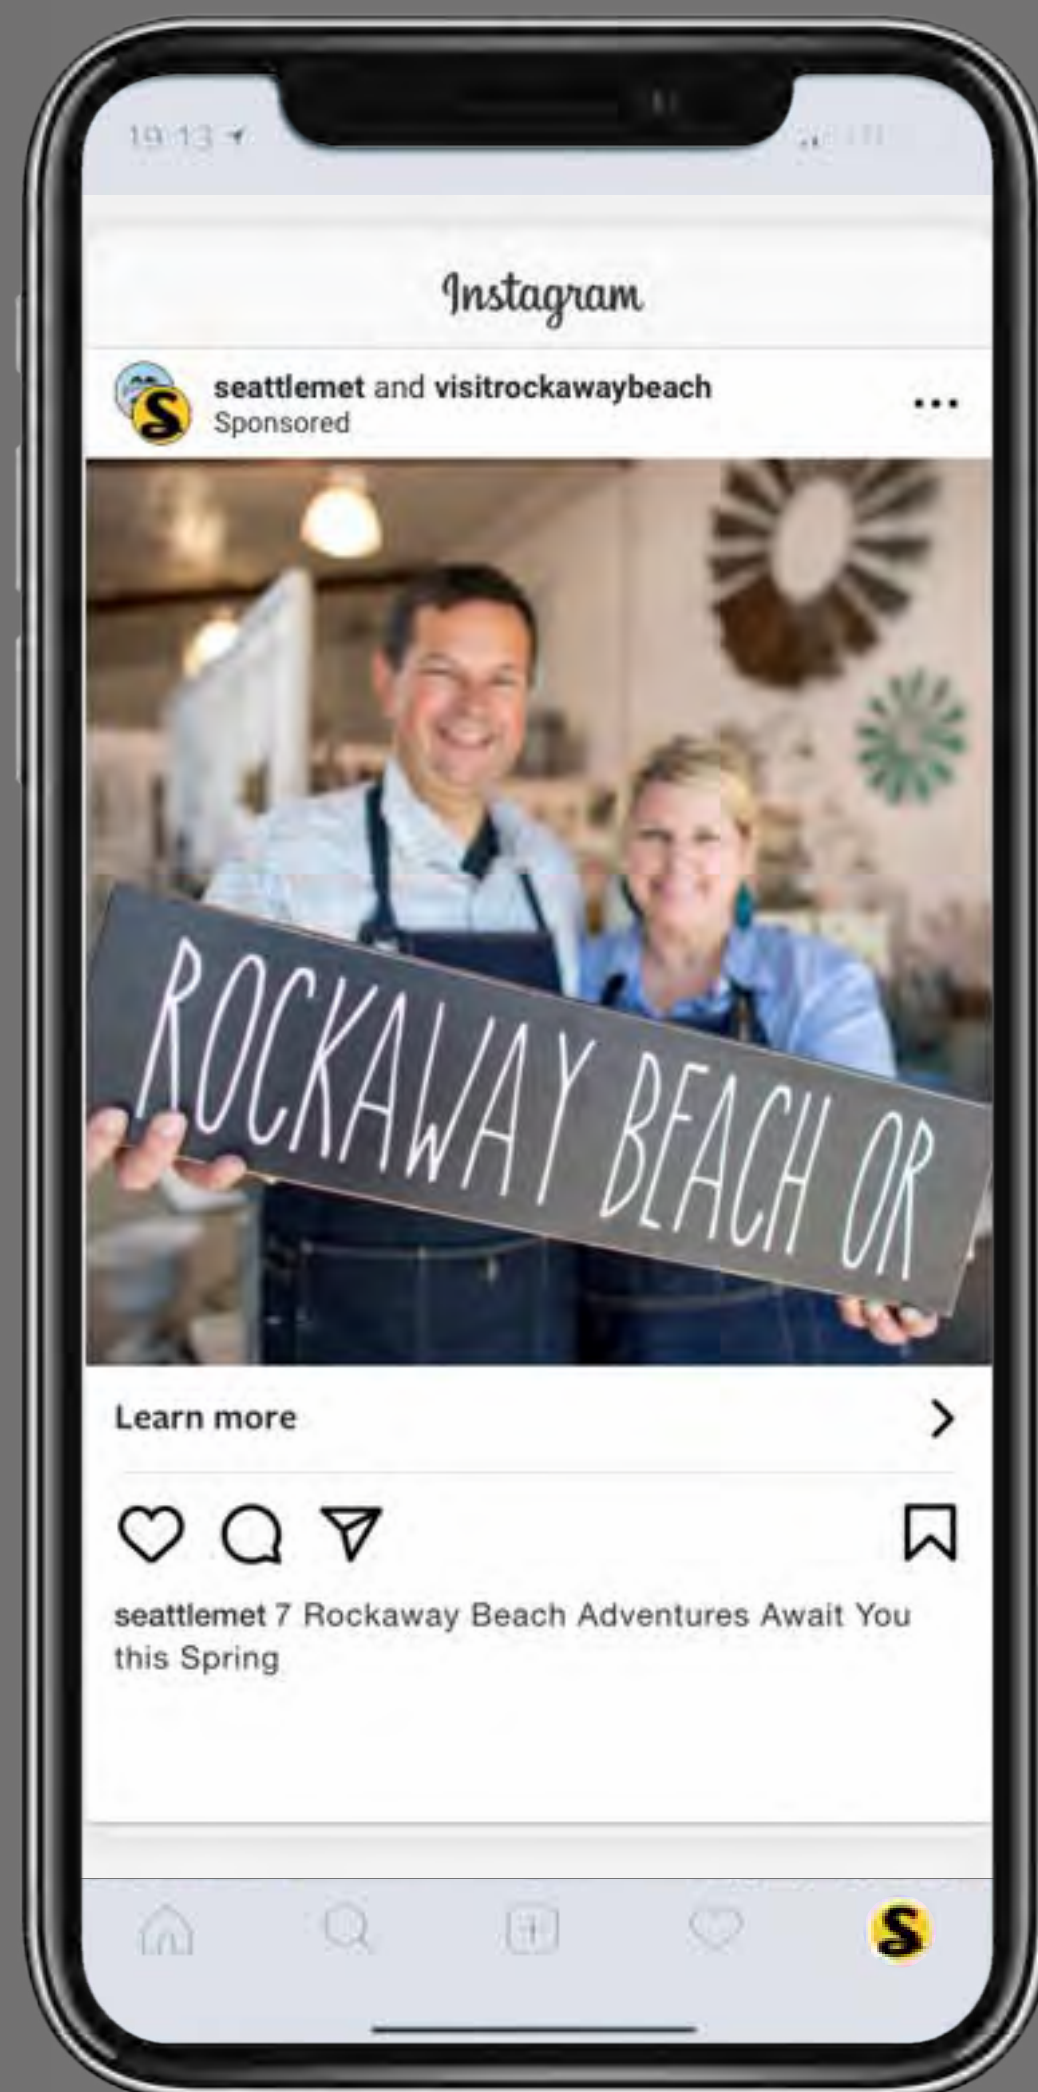 19:13
Instagram
seattlemet and visitrockawaybeach
Sponsored
ROCKAWAY BEACH OR
Learn more
seattlemet 7 Rockaway Beach Adventures Await You
this Spring
S